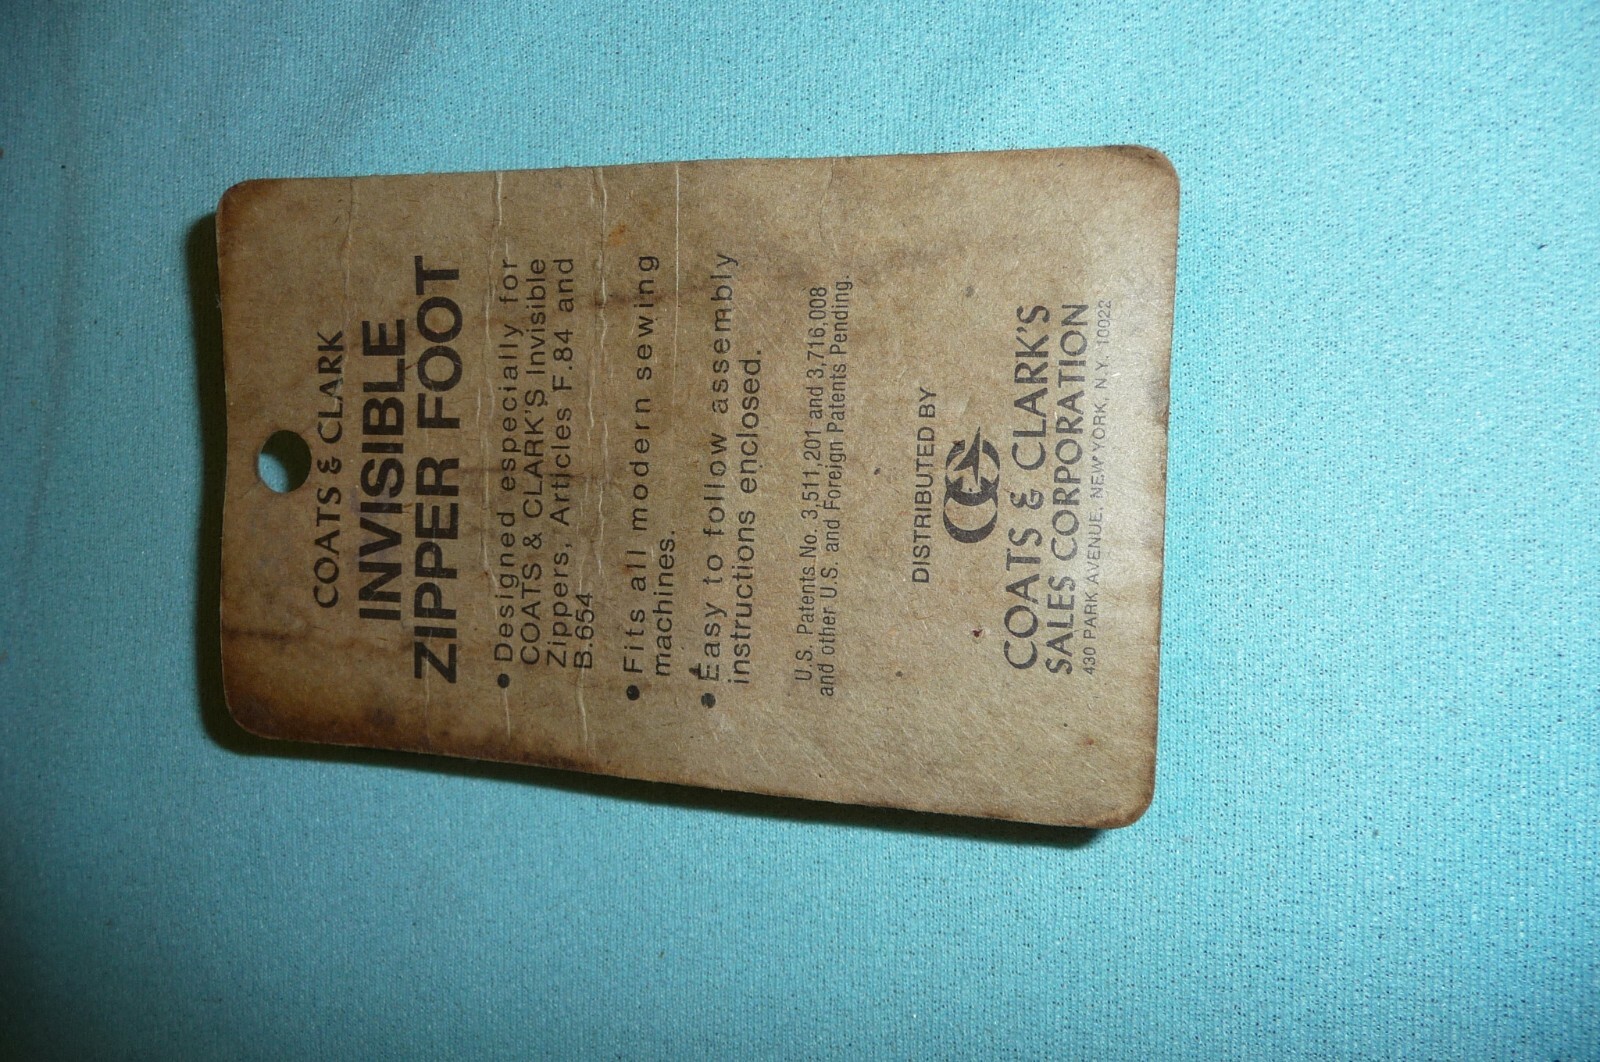 COATS & CLARK
INVISIBLE
ZIPPER FOOT
• Designed especially for
COATS & CLARK'S Invisible
Zippers, Articles F.84 and
B.654
• Fits all modern sewing
machines.
• Easy to follow assembly
instructions enclosed.
U.S. Patents No. 3,511,201 and 3,716,008
and other U.S. and Foreign Patents Pending.
DISTRIBUTED BY
COATS & CLARK'S
SALES CORPORATION
430 PARK AVENUE, NEW YORK, N.Y. 10022